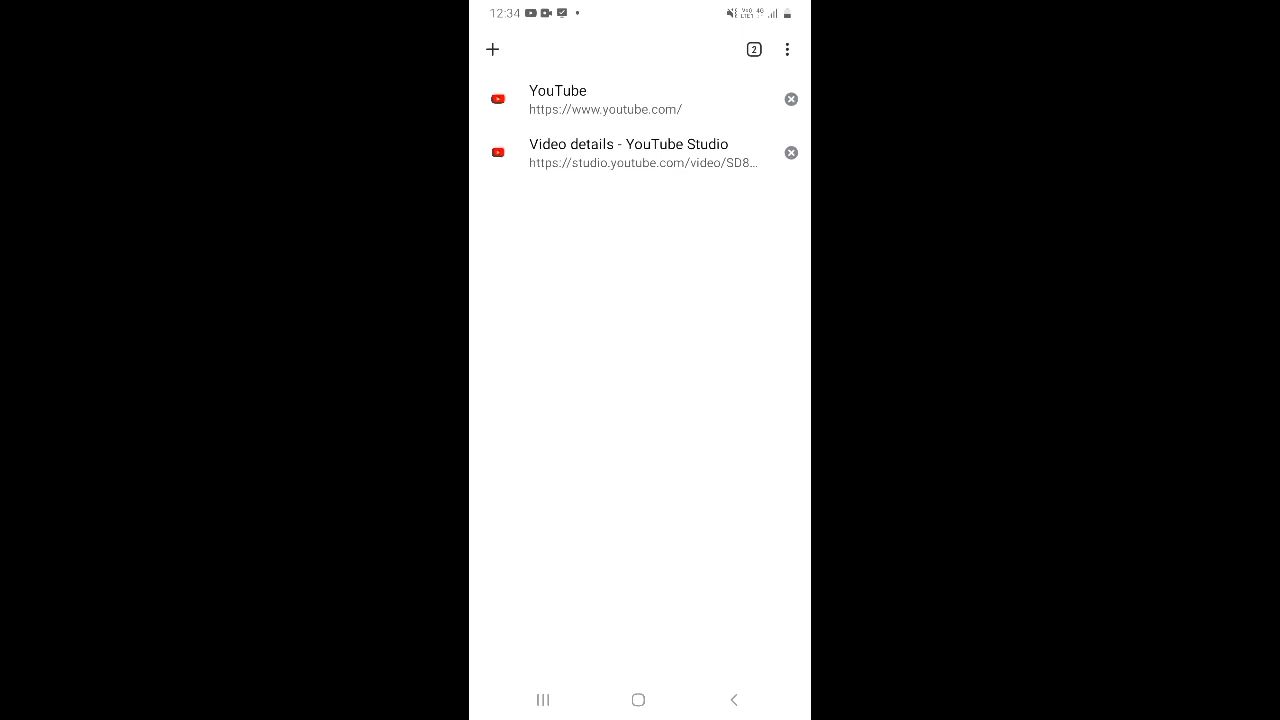 12:34
2
YouTube
https://www.youtube.com/
Video details - YouTube Studio
https://studio.youtube.com/video/SD8...